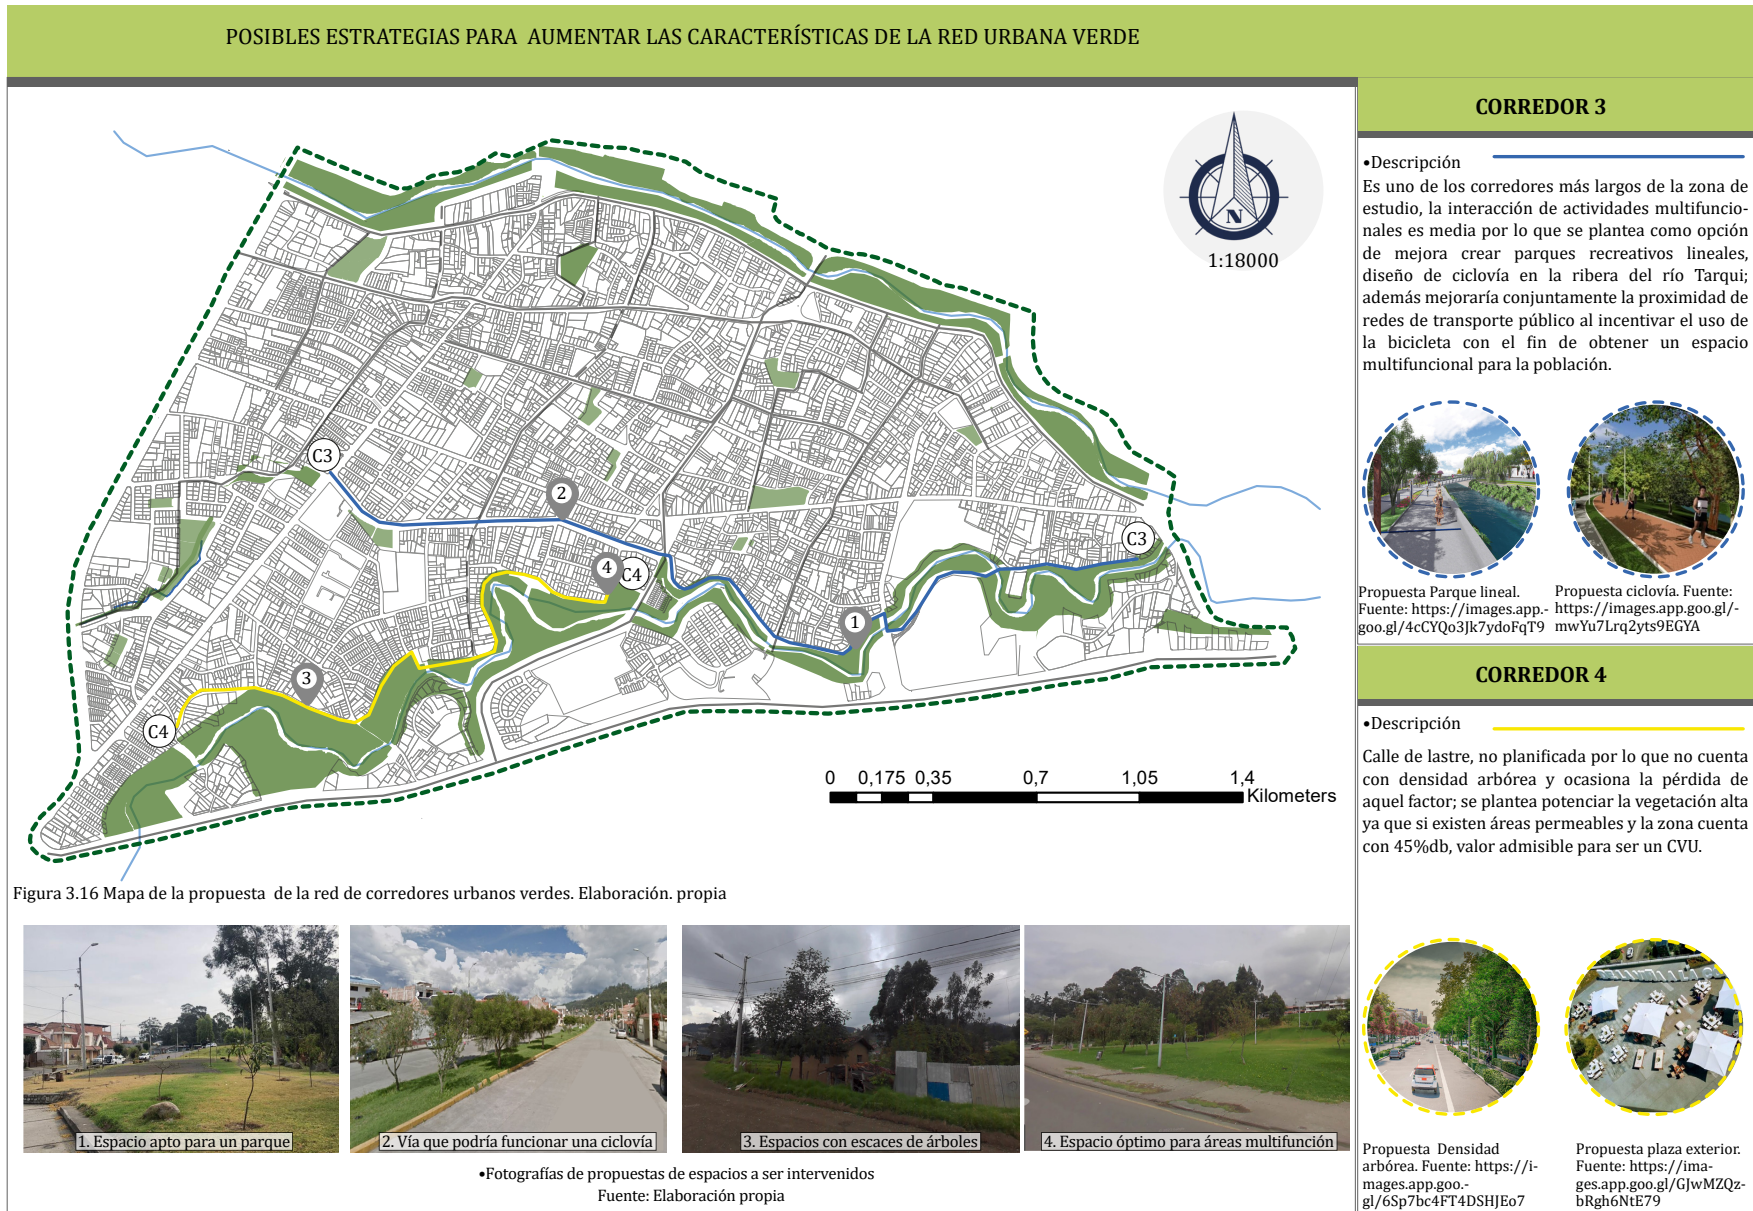 POSIBLES ESTRATEGIAS PARA  AUMENTAR LAS CARACTERÍSTICAS DE LA RED URBANA VERDE
N
1:18000
C3
2
C3
4
C4
1
3
C4
0 0,175 0,35 0,7 1,05 1,4
Kilometers
Figura 3.16 Mapa de la propuesta  de la red de corredores urbanos verdes. Elaboración. propia
1. Espacio apto para un parque
2. Vía que podría funcionar una ciclovía
3. Espacios con escaces de árboles
4. Espacio óptimo para áreas multifunción
•Fotografías de propuestas de espacios a ser intervenidos
Fuente: Elaboración propia
CORREDOR 3
•Descripción
Es uno de los corredores más largos de la zona de
estudio, la interacción de actividades multifuncio-
nales es media por lo que se plantea como opción
de mejora crear parques recreativos lineales,
diseño de ciclovía en la ribera del río Tarqui;
además mejoraría conjuntamente la proximidad de
redes de transporte público al incentivar el uso de
la bicicleta con el fin de obtener un espacio
multifuncional para la población.
Propuesta Parque lineal.
Fuente: https://images.app.-
goo.gl/4cCYQo3Jk7ydoFqT9
Propuesta ciclovía. Fuente:
https://images.app.goo.gl/-
mwYu7Lrq2yts9EGYA
CORREDOR 4
•Descripción
Calle de lastre, no planificada por lo que no cuenta
con densidad arbórea y ocasiona la pérdida de
aquel factor; se plantea potenciar la vegetación alta
ya que si existen áreas permeables y la zona cuenta
con 45%db, valor admisible para ser un CVU.
Propuesta  Densidad
arbórea. Fuente: https://i-
mages.app.goo.-
gl/6Sp7bc4FT4DSHJEo7
Propuesta plaza exterior.
Fuente: https://ima-
ges.app.goo.gl/GJwMZQz-
bRgh6NtE79